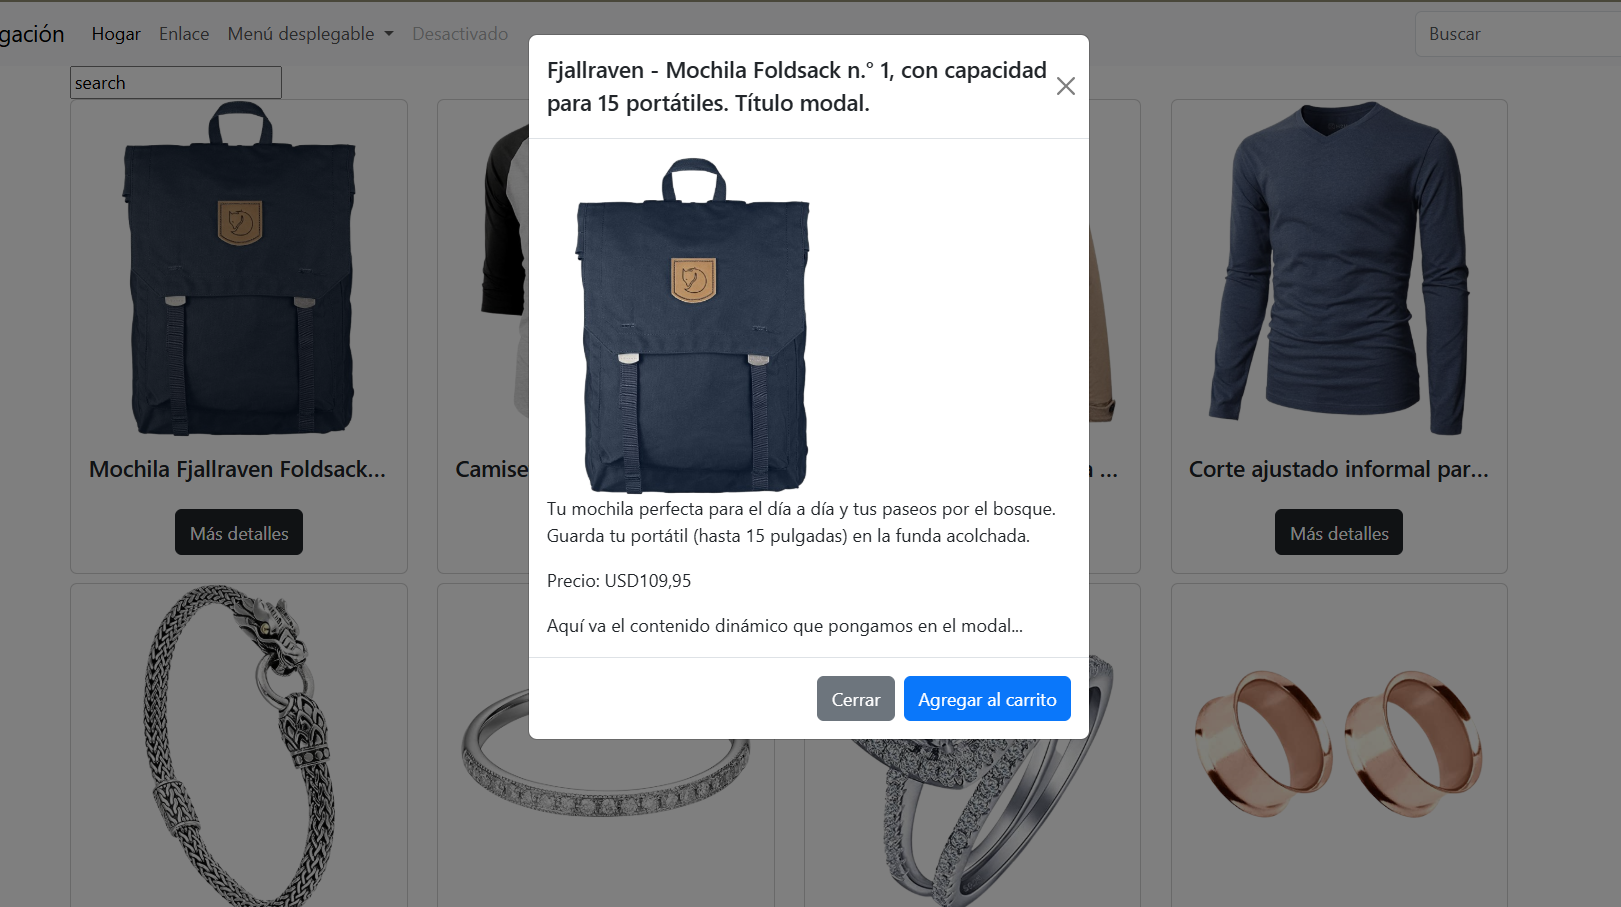 gación
Hogar
Enlace
Menú desplegable
Desactivado
Buscar
search
Fjallraven - Mochila Foldsack n.° 1, con capacidad
para 15 portátiles. Título modal.
Tu mochila perfecta para el día a día y tus paseos por el bosque.
Guarda tu portátil (hasta 15 pulgadas) en la funda acolchada.
Precio: USD109,95
Aquí va el contenido dinámico que pongamos en el modal...
Cerrar
Agregar al carrito
Mochila Fjallraven Foldsack...
Más detalles
Camise
...
Corte ajustado informal par...
Más detalles